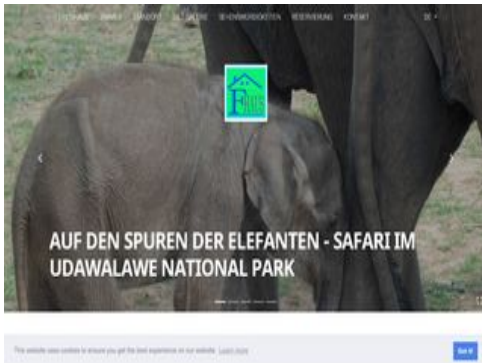 STANDORT
SEHENSWÜRDIGKEITEN RESERVIERUNG KONTAKT DE
AUF DEN SPUREN DER ELEFANTEN - SAFARI IM
UDAWALAWE NATIONAL PARK
This website uses cookies to ensure you get the best experience on our website. Learn more
Got it!